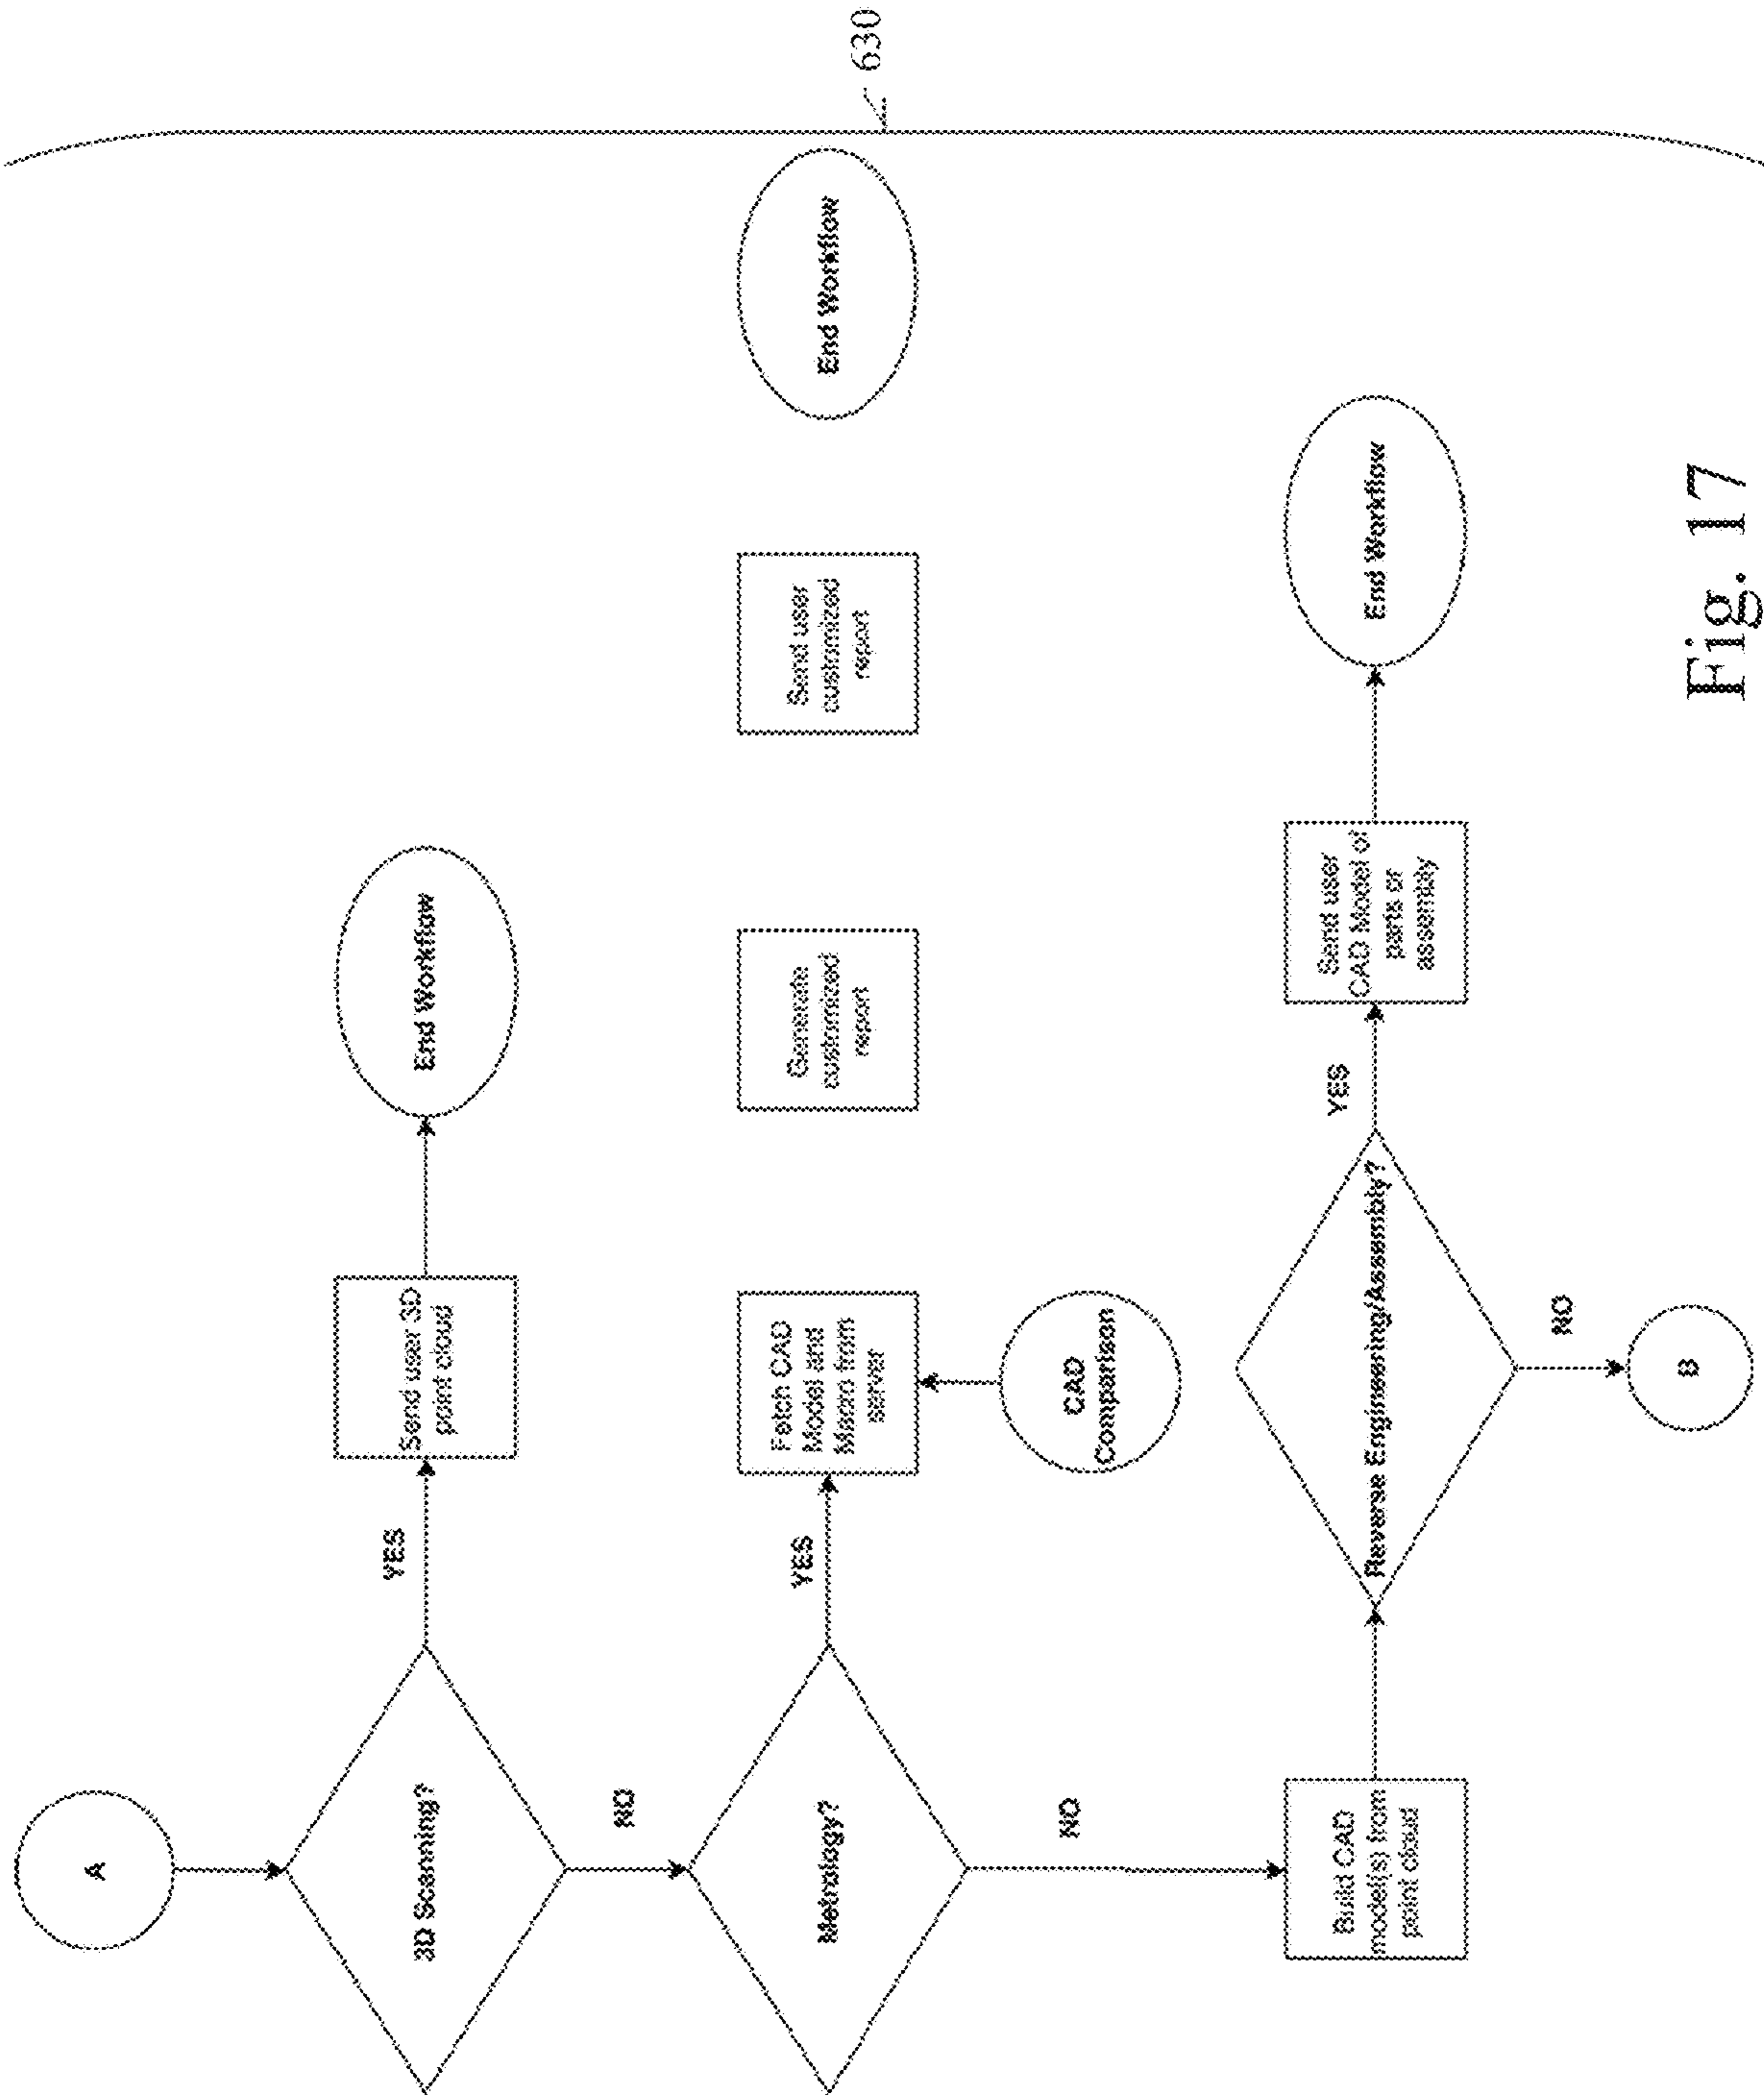 630
A
3D Scanning?
YES
Send user 3D
point cloud
End Workflow
NO
Metrology?
YES
Fetch CAD
Model and
Macro from
server
Generate
customized
report
Send user
customized
report
End Workflow
CAD
Comparison
NO
Build CAD
model(s) from
point cloud
Reverse Engineering/Assembly?
YES
Send user
CAD Model of
parts or
assembly
End Workflow
NO
B
Fig. 17